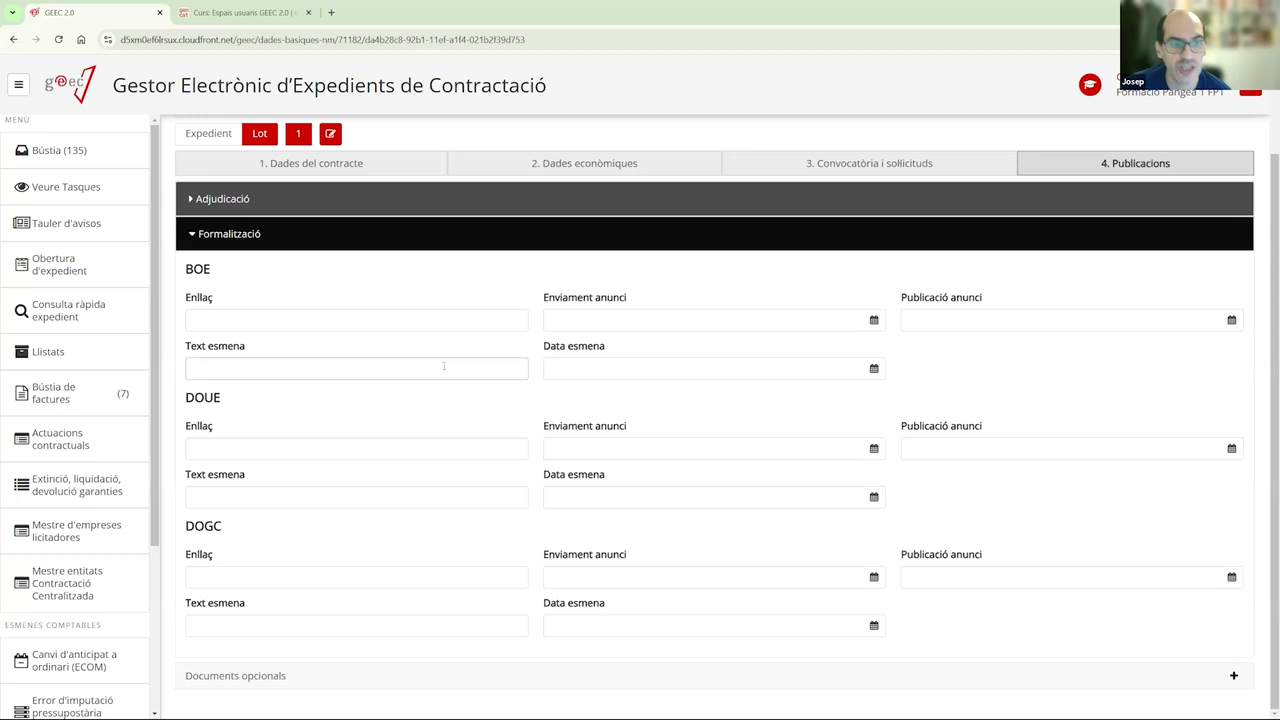 GEEC 2.0
Curs: Espais usuaris GEEC 2.0 | 
d5xm0ef6lrsux.cloudfront.net/geec/dades-basiques-nm/71182/da4b28c8-92b1-11ef-a1f4-021b2f39d753
geec
Gestor Electrònic d'Expedients de Contractació
Josep
Formació Pangea 1 FP1
MENÚ
Bústia (135)
Veure Tasques
Tauler d'avisos
Obertura
d'expedient
Consulta ràpida
expedient
Llistats
Bústia de
factures (7)
Actuacions
contractuals
Extinció, liquidació,
devolució garanties
Mestre d'empreses
licitadores
Mestre entitats
Contractació
Centralitzada
ESMENES COMPTABLES
Canvi d'anticipat a
ordinari (ECOM)
Error d'imputació
pressupostària
Expedient Lot 1
1. Dades del contracte 2. Dades econòmiques 3. Convocatòria i sol·licituds 4. Publicacions
Adjudicació
Formalització
BOE
Enllaç Enviament anunci Publicació anunci
Text esmena Data esmena
DOUE
Enllaç Enviament anunci Publicació anunci
Text esmena Data esmena
DOGC
Enllaç Enviament anunci Publicació anunci
Text esmena Data esmena
Documents opcionals